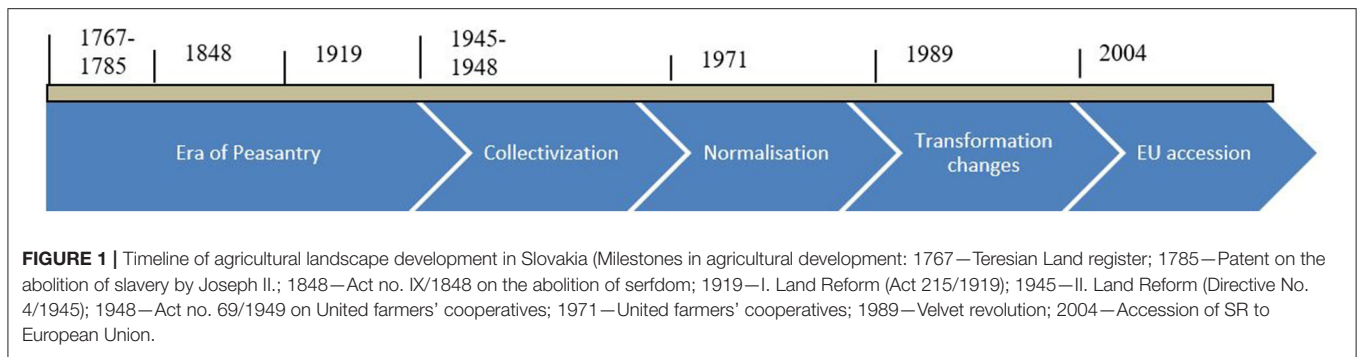 1767-
1785
1848
1919
1945-
1948
1971
1989
2004
Era of Peasantry
Collectivization
Normalisation
Transformation
changes
EU accession
FIGURE 1 | Timeline of agricultural landscape development in Slovakia (Milestones in agricultural development: 1767—Teresian Land register; 1785—Patent on the
abolition of slavery by Joseph II.; 1848—Act no. IX/1848 on the abolition of serfdom; 1919—I. Land Reform (Act 215/1919); 1945—II. Land Reform (Directive No.
4/1945); 1948—Act no. 69/1949 on United farmers’ cooperatives; 1971—United farmers’ cooperatives; 1989—Velvet revolution; 2004—Accession of SR to
European Union.